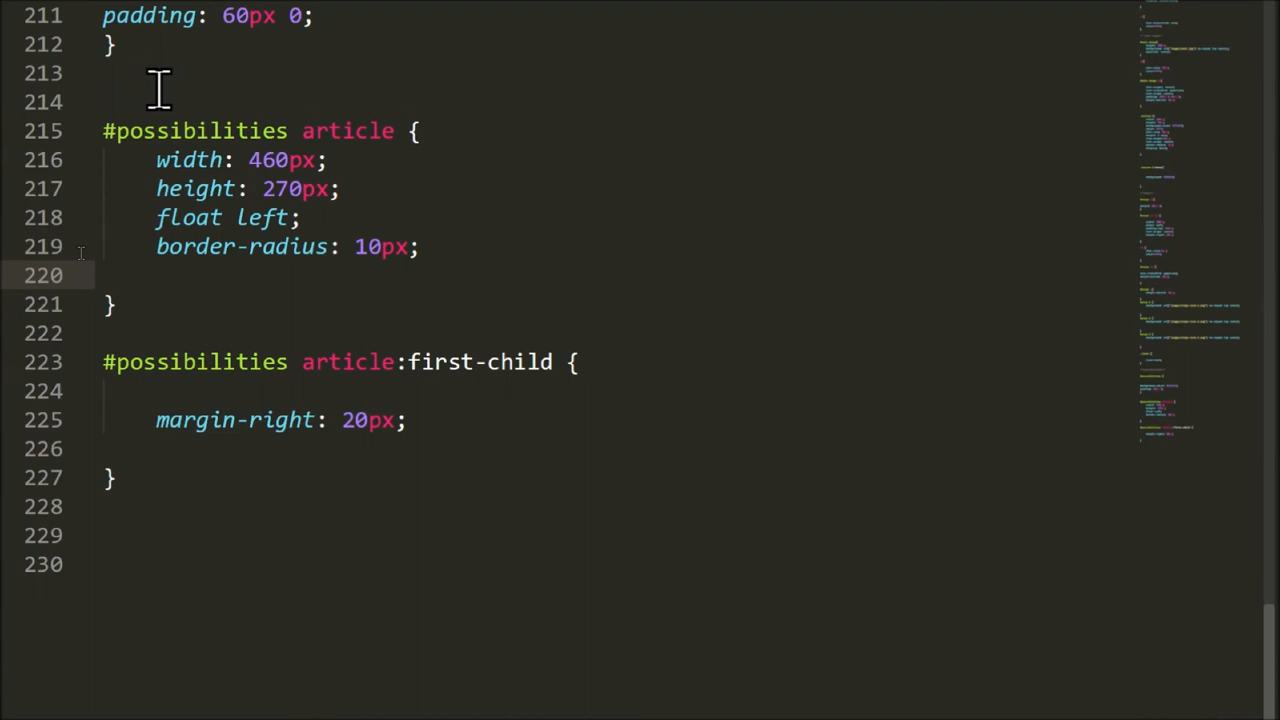 211 padding: 60px 0;
212 }
213
214
215 #possibilities article {
216 width: 460px;
217 height: 270px;
218 float left;
219 border-radius: 10px;
220
221 }
222
223 #possibilities article:first-child {
224
225 margin-right: 20px;
226
227 }
228
229
230